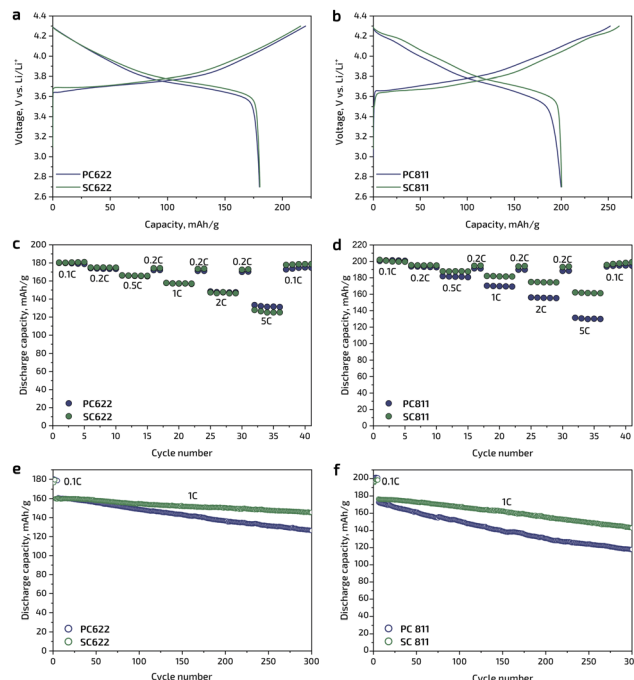 a
4.4
4.2
4.0
3.8
3.6
3.4
3.2
3.0
2.8
2.6
Voltage, V vs. Li/Li⁺
PC622
SC622
0
50
100
150
200
Capacity, mAh/g
b
4.4
4.2
4.0
3.8
3.6
3.4
3.2
3.0
2.8
2.6
Voltage, V vs. Li/Li⁺
PC811
SC811
0
50
100
150
200
250
Capacity, mAh/g
c
200
180
160
140
120
100
80
60
40
20
0
Discharge capacity, mAh/g
0.1C
0.2C
0.5C
0.2C
1C
0.2C
2C
0.2C
5C
0.1C
PC622
SC622
0
5
10
15
20
25
30
35
40
Cycle number
d
220
200
180
160
140
120
100
80
60
40
20
0
Discharge capacity, mAh/g
0.1C
0.2C
0.5C
0.2C
1C
0.2C
2C
0.2C
5C
0.1C
PC811
SC811
0
5
10
15
20
25
30
35
40
Cycle number
e
180
160
140
120
100
80
60
40
20
0
Discharge capacity, mAh/g
0.1C
1C
PC622
SC622
0
50
100
150
200
250
300
Cycle number
f
200
180
160
140
120
100
80
60
40
20
0
Discharge capacity, mAh/g
0.1C
1C
PC 811
SC 811
0
50
100
150
200
250
300
Cycle number